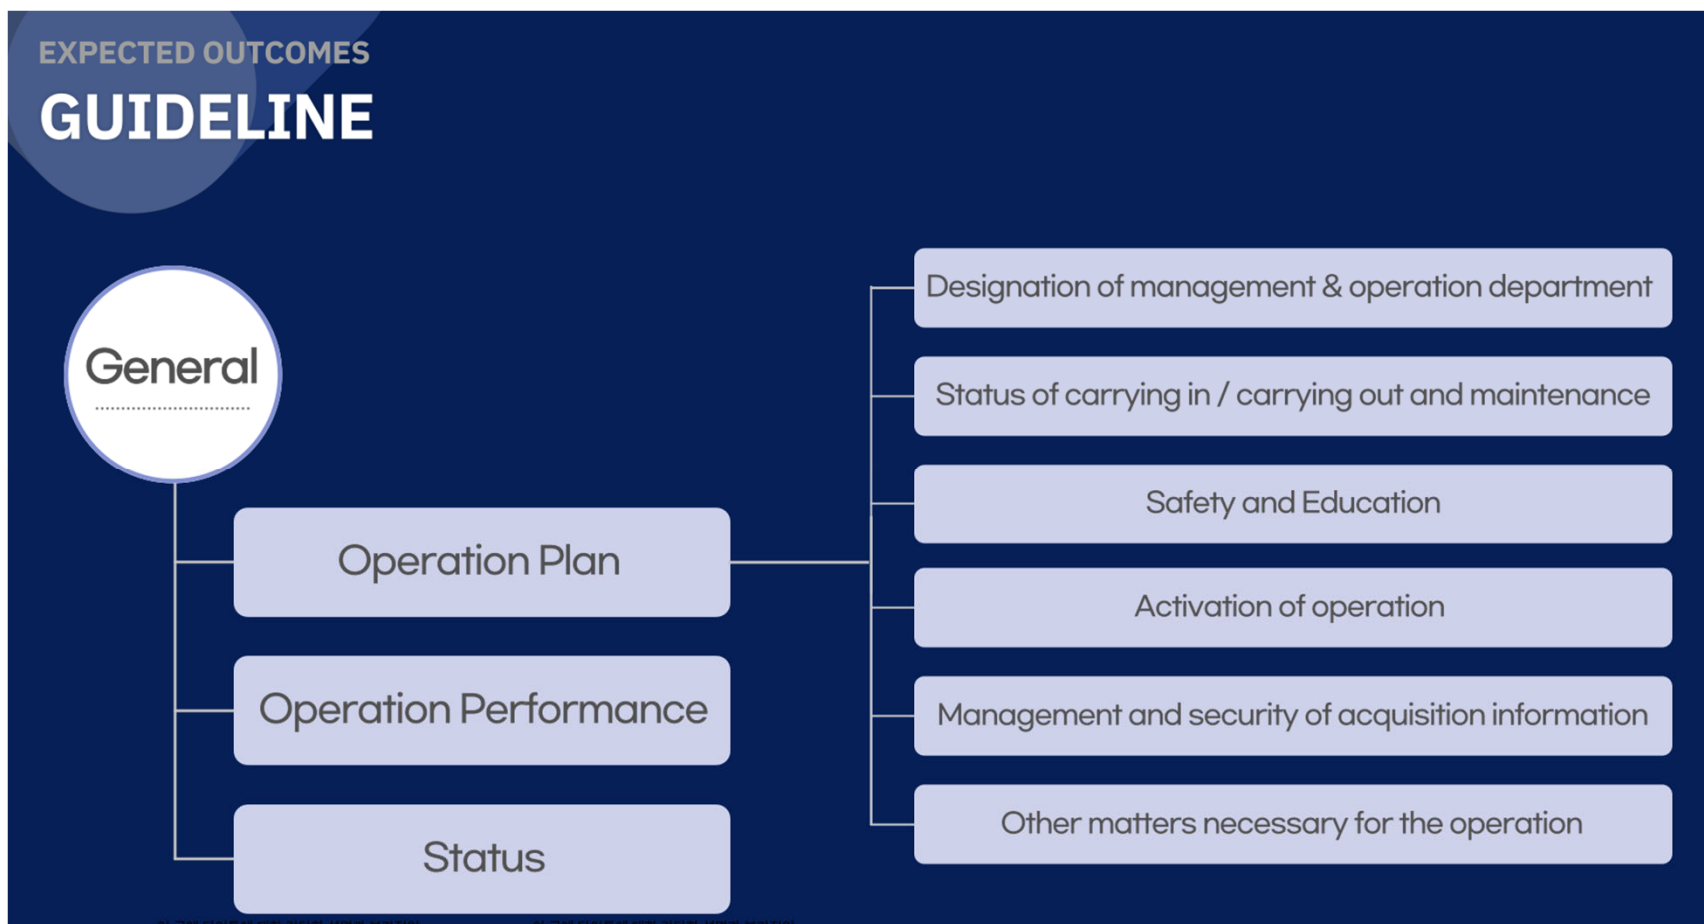 EXPECTED OUTCOMES
GUIDELINE
General
Operation Plan
Operation Performance
Status
Designation of management & operation department
Status of carrying in / carrying out and maintenance
Safety and Education
Activation of operation
Management and security of acquisition information
Other matters necessary for the operation